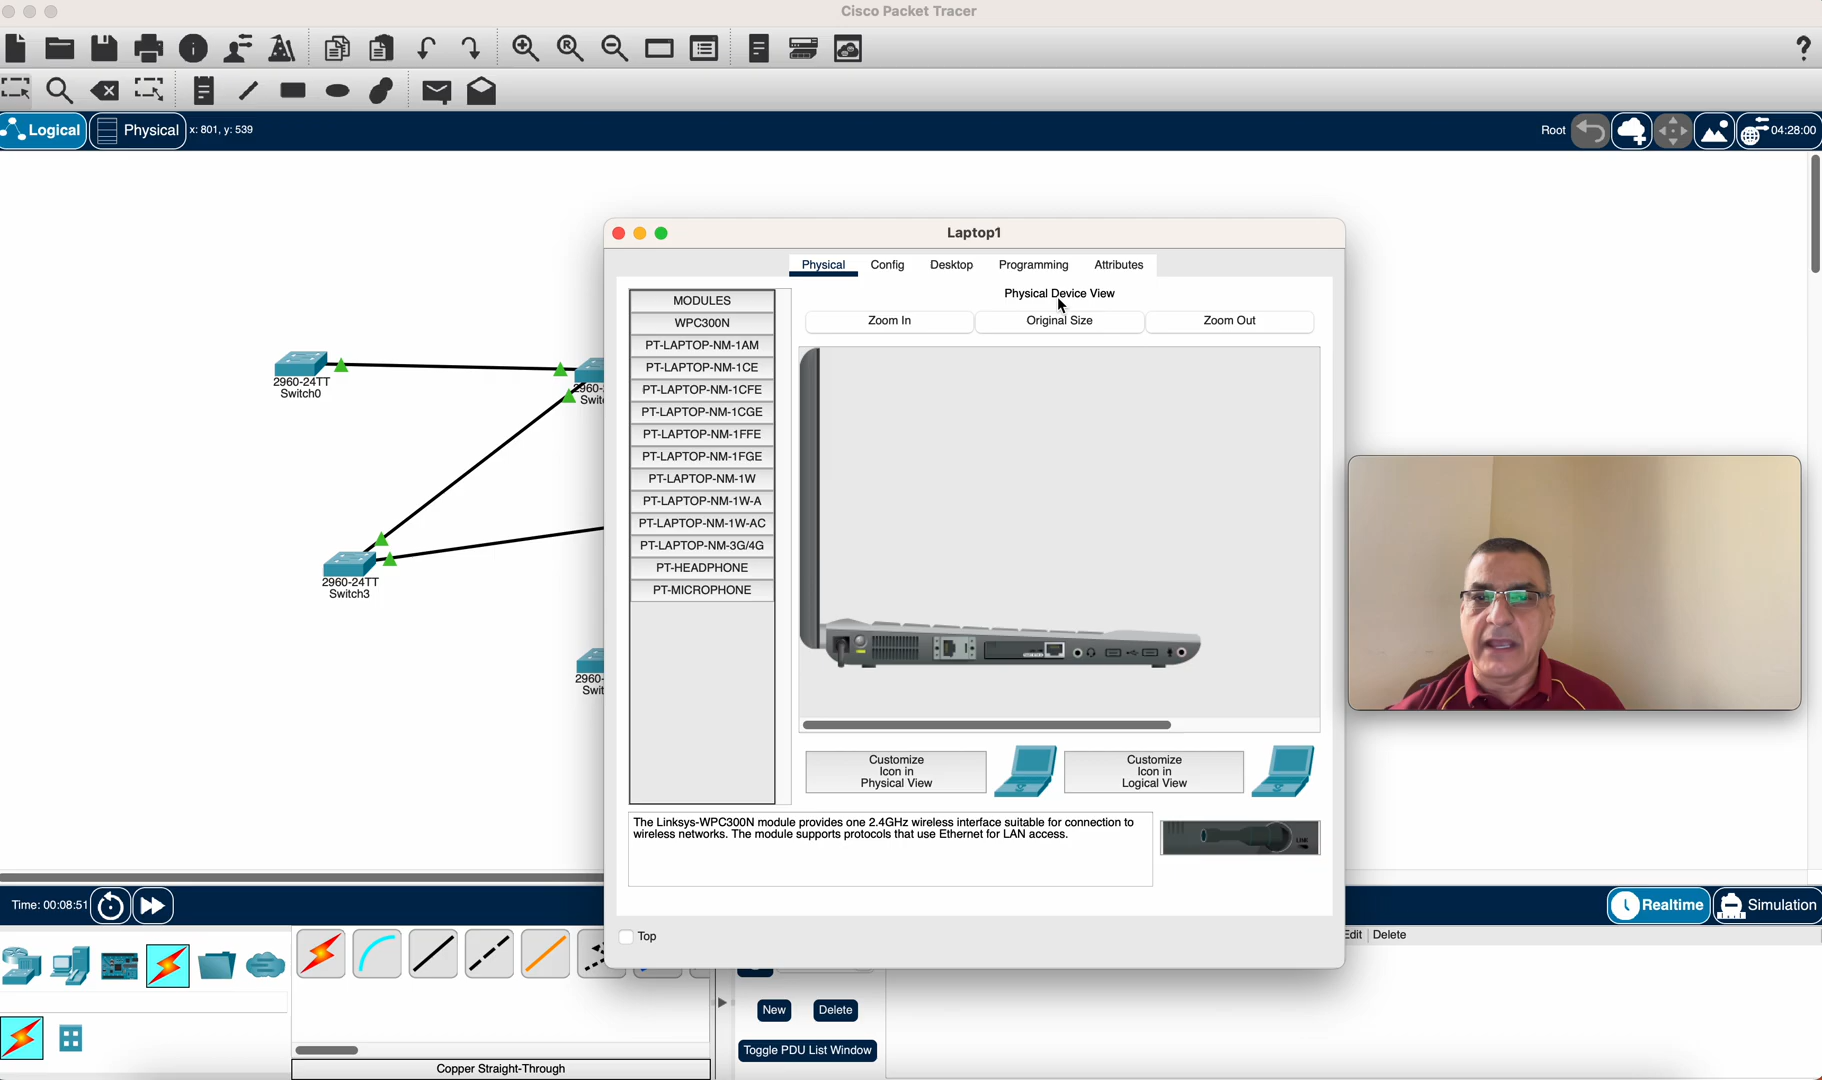 Cisco Packet Tracer
Logical
Physical
x: 801, y: 539
Root
04:28:00
Laptop1
Physical
Config
Desktop
Programming
Attributes
MODULES
WPC300N
PT-LAPTOP-NM-1AM
PT-LAPTOP-NM-1CE
PT-LAPTOP-NM-1CFE
PT-LAPTOP-NM-1CGE
PT-LAPTOP-NM-1FFE
PT-LAPTOP-NM-1FGE
PT-LAPTOP-NM-1W
PT-LAPTOP-NM-1W-A
PT-LAPTOP-NM-1W-AC
PT-LAPTOP-NM-3G/4G
PT-HEADPHONE
PT-MICROPHONE
Physical Device View
Zoom In
Original Size
Zoom Out
2960-24TT
Switch0
2960-
Swit
2960-24TT
Switch3
2960-
Swit
Customize
Icon in
Physical View
Customize
Icon in
Logical View
The Linksys-WPC300N module provides one 2.4GHz wireless interface suitable for connection to
wireless networks. The module supports protocols that use Ethernet for LAN access.
Top
Time: 00:08:51
Realtime
Simulation
Edit
Delete
New
Delete
Toggle PDU List Window
Copper Straight-Through